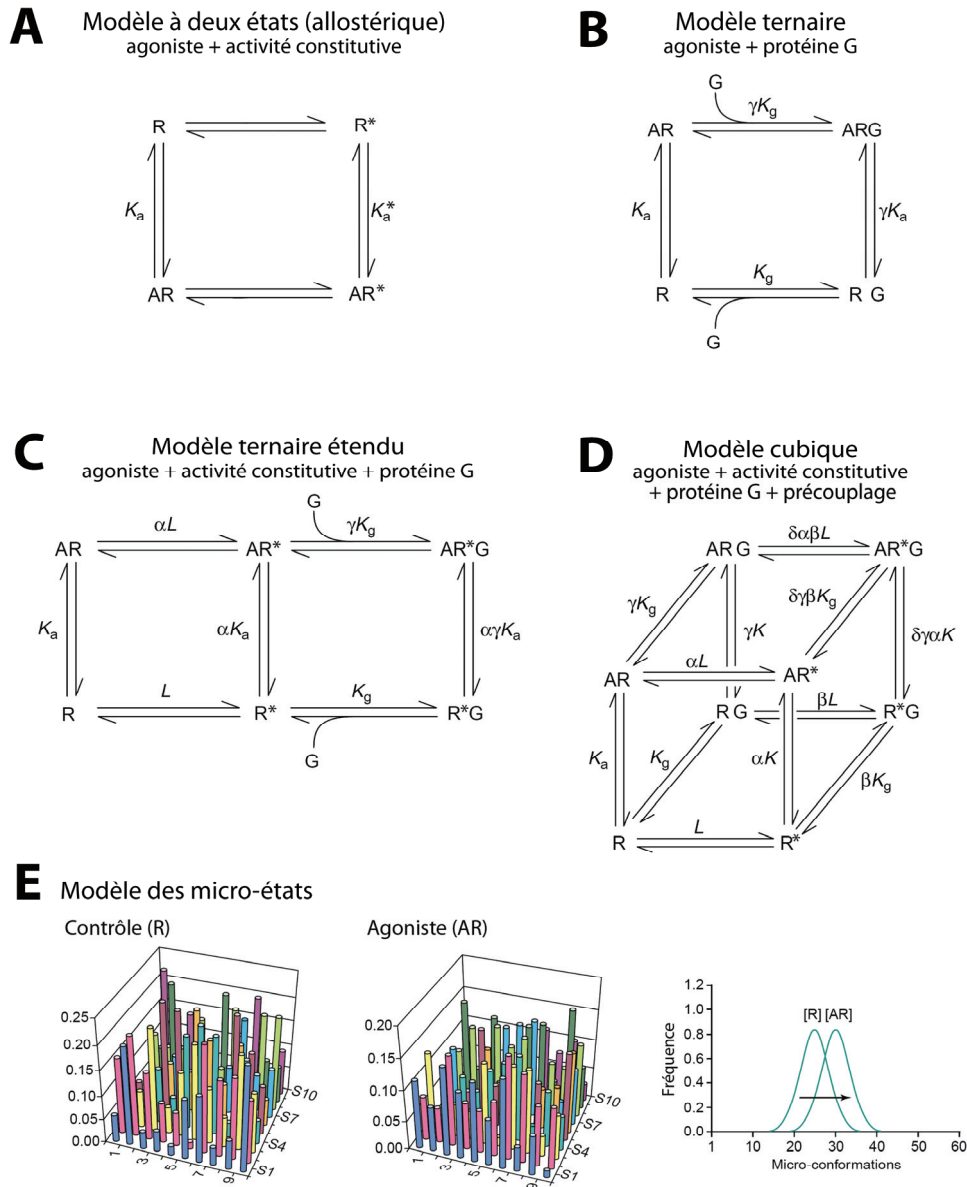 A
Modèle à deux états (allostérique)
agoniste + activité constitutive
R
R*
Ka
Ka*
AR
AR*
B
Modèle ternaire
agoniste + protéine G
G
γKg
AR
ARG
Ka
γKa
Kg
R
R G
G
C
Modèle ternaire étendu
agoniste + activité constitutive + protéine G
G
αL
γKg
AR
AR*
AR*G
Ka
αKa
αγKa
L
Kg
R
R*
R*G
G
D
Modèle cubique
agoniste + activité constitutive
+ protéine G + précouplage
δαβL
AR G
AR*G
γKg
δγβKg
γK
δγαK
αL
AR
AR*
βL
R G
R*G
Ka
Kg
αK
βKg
L
R
R*
E
Modèle des micro-états
Contrôle (R)
0.25
0.20
0.15
0.10
0.05
0.00
1
3
5
7
9
S1
S4
S7
S10
Agoniste (AR)
0.20
0.15
0.10
0.05
0.00
1
3
5
7
9
S1
S4
S7
S10
Fréquence
1.2
1.0
0.8
0.6
0.4
0.2
0.0
[R] [AR]
1 10 20 30 40 50 60
Micro-conformations